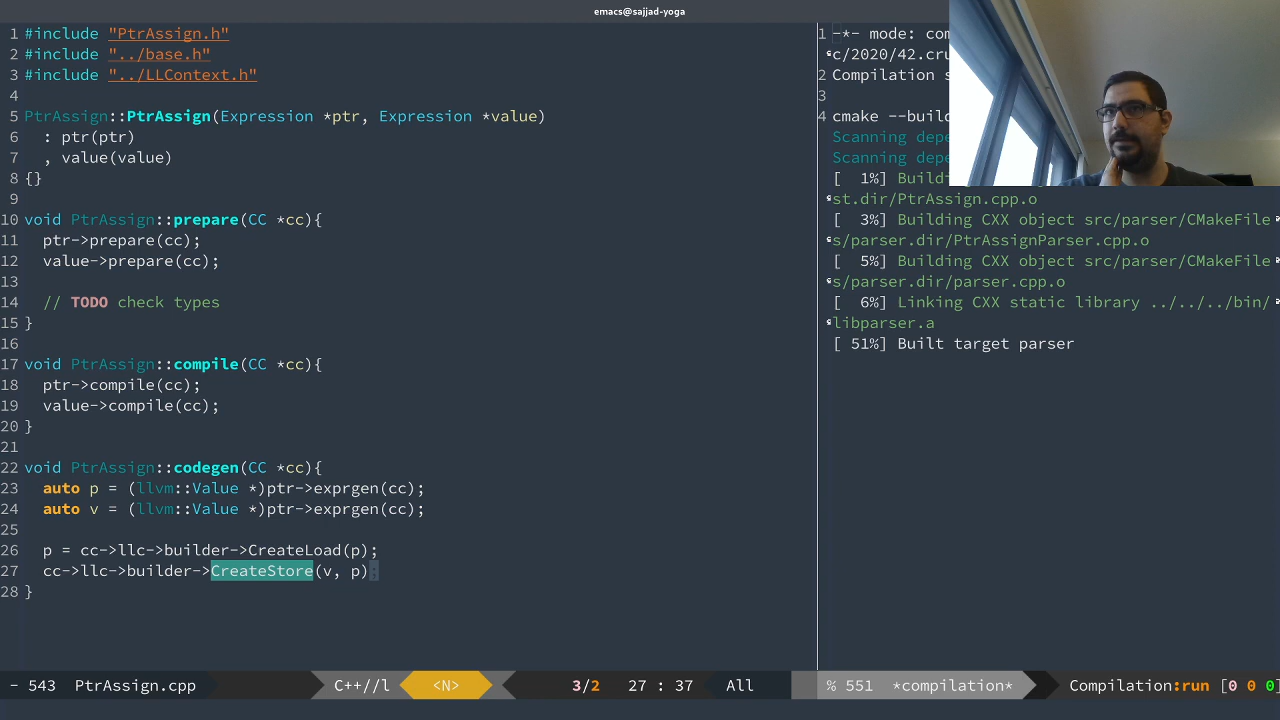 emacs@sajjad-yoga
1 #include "PtrAssign.h"
2 #include "../base.h"
3 #include "../LLContext.h"
4
5 PtrAssign::PtrAssign(Expression *ptr, Expression *value)
6 : ptr(ptr)
7 , value(value)
8 {}
9
10 void PtrAssign::prepare(CC *cc){
11 ptr->prepare(cc);
12 value->prepare(cc);
13
14 // TODO check types
15 }
16
17 void PtrAssign::compile(CC *cc){
18 ptr->compile(cc);
19 value->compile(cc);
20 }
21
22 void PtrAssign::codegen(CC *cc){
23 auto p = (llvm::Value *)ptr->exprgen(cc);
24 auto v = (llvm::Value *)ptr->exprgen(cc);
25
26 p = cc->llc->builder->CreateLoad(p);
27 cc->llc->builder->CreateStore(v, p);
28 }
- 543 PtrAssign.cpp C++//l <N> 3/2 27 : 37 All
1 -*- mode: com
c/2020/42.cru
2 Compilation s
3
4 cmake --build
Scanning depe
Scanning depe
[ 1%] Buildi
st.dir/PtrAssign.cpp.o
[ 3%] Building CXX object src/parser/CMakeFile
s/parser.dir/PtrAssignParser.cpp.o
[ 5%] Building CXX object src/parser/CMakeFile
s/parser.dir/parser.cpp.o
[ 6%] Linking CXX static library ../../../bin/
libparser.a
[ 51%] Built target parser
% 551 *compilation* Compilation:run [0 0 0]